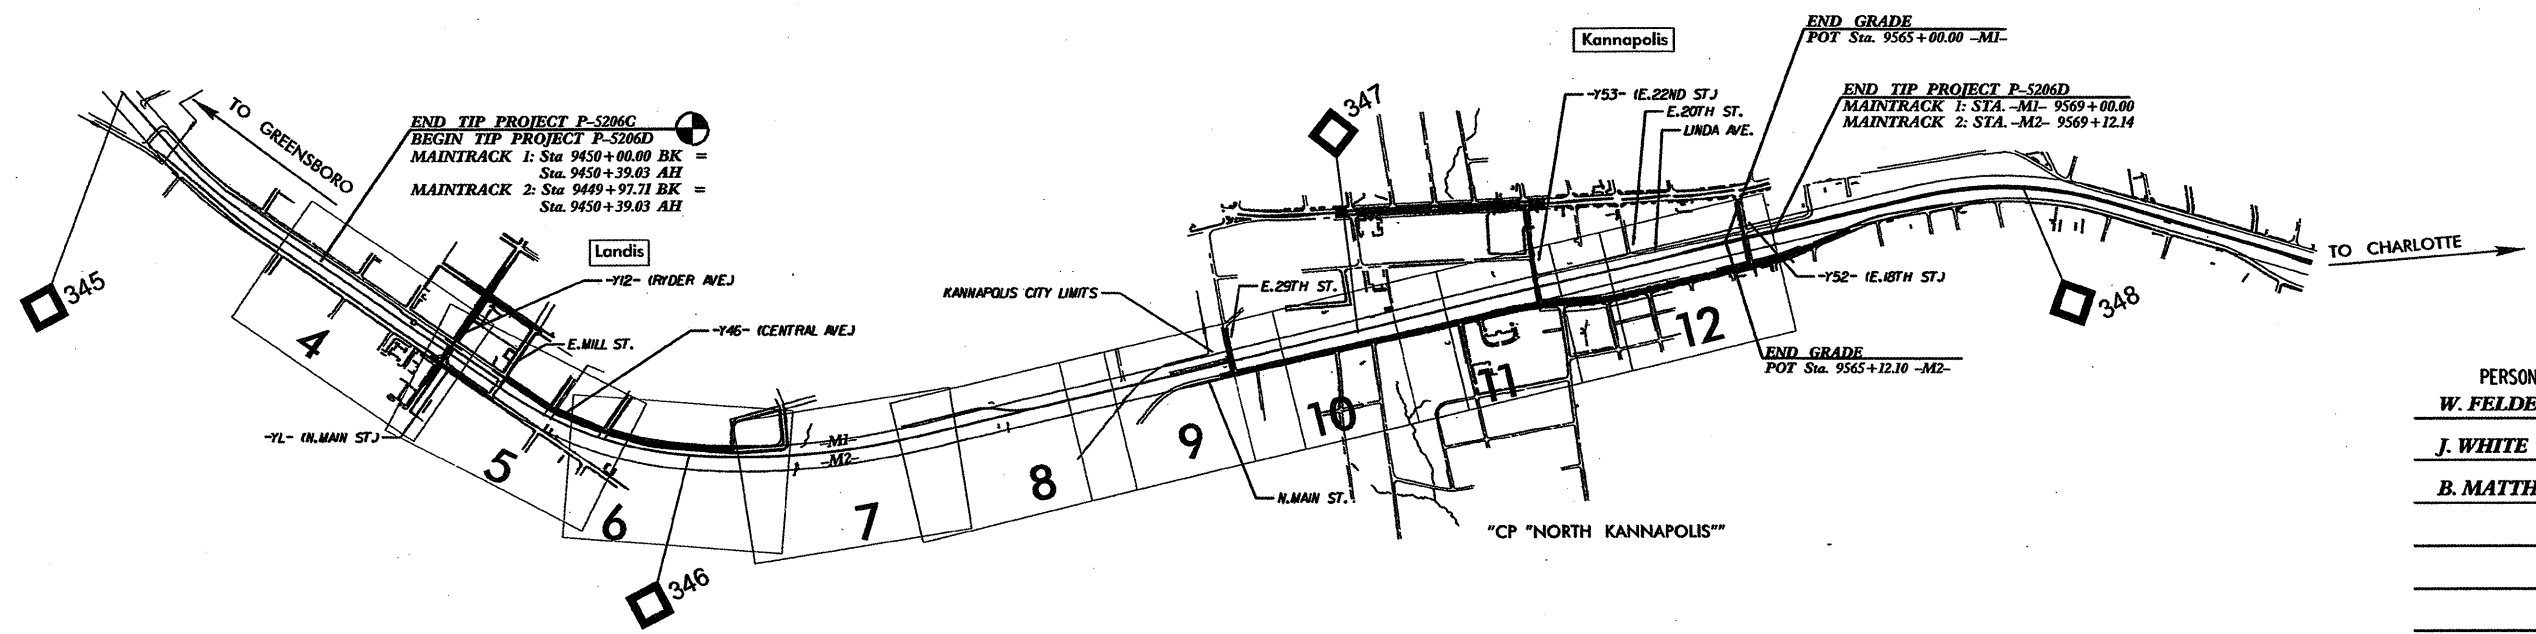 END GRADE
POT Sta. 9565+00.00 -M1-
Kannapolis
347
-Y53- (E.22ND ST.)
E.20TH ST.
LINDA AVE.
END TIP PROJECT P-5206D
MAINTRACK 1: STA. -M1- 9569+00.00
MAINTRACK 2: STA. -M2- 9569+12.14
TO GREENSBORO
END TIP PROJECT P-5206C
BEGIN TIP PROJECT P-5206D
MAINTRACK 1: Sta 9450+00.00 BK =
Sta. 9450+39.03 AH
MAINTRACK 2: Sta 9449+97.71 BK =
Sta. 9450+39.03 AH
Landis
-Y12- (RYDER AVE.)
345
TO CHARLOTTE
-Y52- (E.18TH ST.)
348
KANNAPOLIS CITY LIMITS
E.29TH ST.
-Y46- (CENTRAL AVE.)
E.MILL ST.
4
12
END GRADE
POT Sta. 9565+12.10 -M2-
11
10
9
-YL- (N.MAIN ST.)
-M1-
-M2-
5
8
7
6
N.MAIN ST.
"CP "NORTH KANNAPOLIS""
346
PERSON
W. FELDE
J. WHITE
B. MATTH